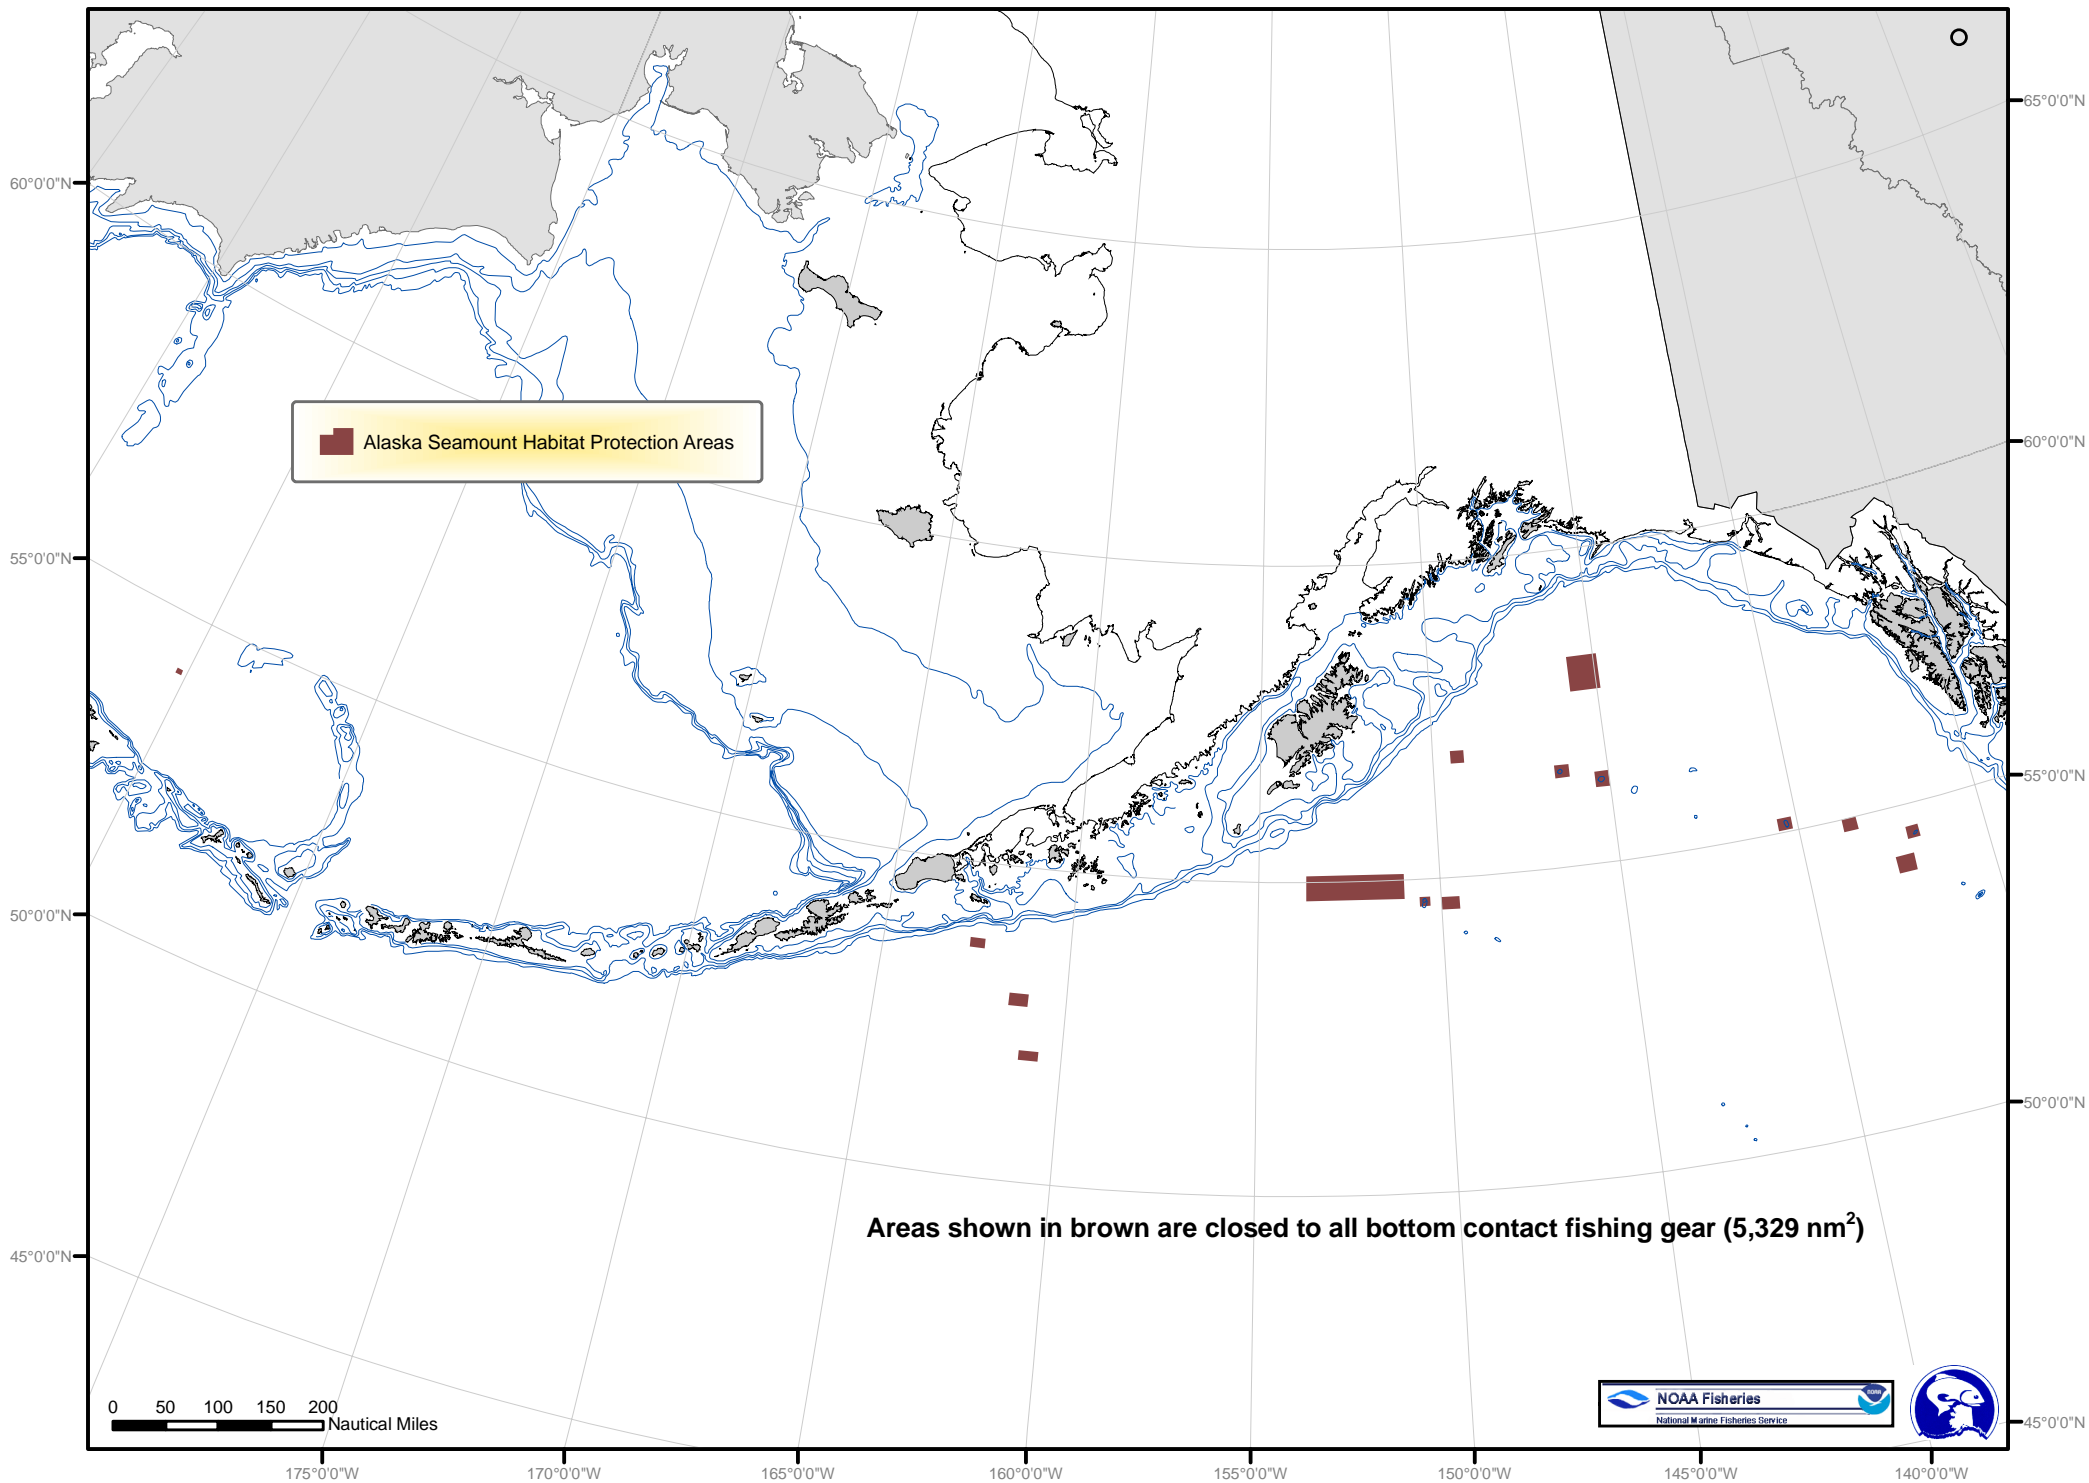 65°0'0"N
60°0'0"N
Alaska Seamount Habitat Protection Areas
60°0'0"N
55°0'0"N
55°0'0"N
50°0'0"N
50°0'0"N
Areas shown in brown are closed to all bottom contact fishing gear (5,329 nm²)
45°0'0"N
0 50 100 150 200
Nautical Miles
NOAA Fisheries
National Marine Fisheries Service
NOAA
45°0'0"N
175°0'0"W 170°0'0"W 165°0'0"W 160°0'0"W 155°0'0"W 150°0'0"W 145°0'0"W 140°0'0"W